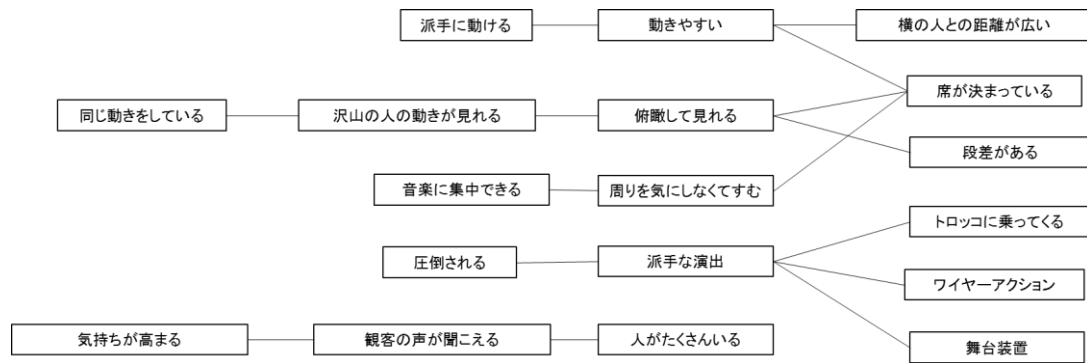 派手に動ける
動きやすい
横の人との距離が広い
席が決まっている
同じ動きをしている
沢山の人の動きが見れる
俯瞰して見れる
段差がある
音楽に集中できる
周りを気にしなくてすむ
トロッコに乗ってくる
圧倒される
派手な演出
ワイヤーアクション
気持ちが高まる
観客の声が聞こえる
人がたくさんいる
舞台装置